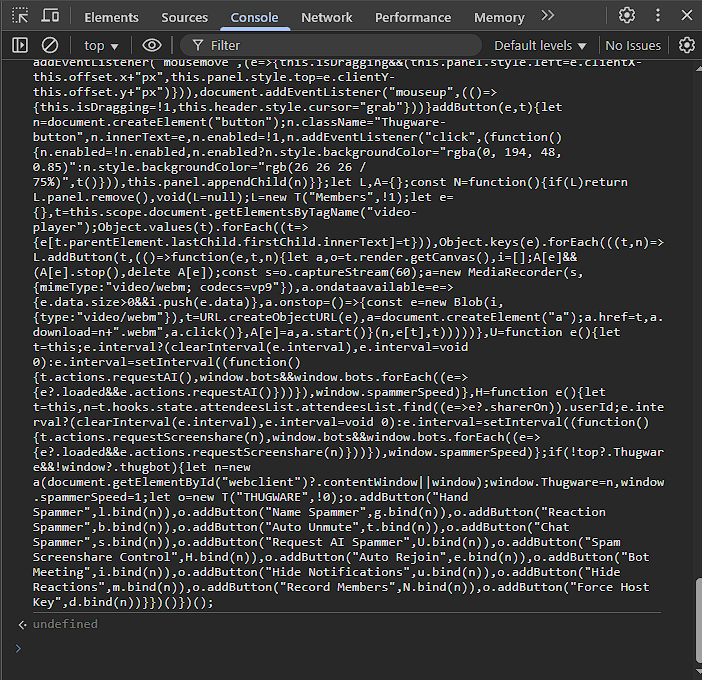 Elements Sources Console Network Performance Memory
top Filter Default levels No Issues
addEventListener("mousemove",(e=>{this.isDragging&&(this.panel.style.left=e.clientX-
this.offset.x+"px",this.panel.style.top=e.clientY-
this.offset.y+"px")})),document.addEventListener("mouseup",(()=>
{this.isDragging=!1,this.header.style.cursor="grab"}))}addButton(e,t){let
n=document.createElement("button");n.className="Thugware-
button",n.innerText=e,n.enabled=!1,n.addEventListener("click",(function()
{n.enabled=!n.enabled,n.enabled?n.style.backgroundColor="rgba(0, 194, 48,
0.85)":n.style.backgroundColor="rgb(26 26 26 /
75%)",t()})),this.panel.appendChild(n)}};let L,A={};const N=function(){if(L)return
L.panel.remove(),void(L=null);L=new T("Members",!1);let e=
{},t=this.scope.document.getElementsByTagName("video-
player");Object.values(t).forEach((t=>
{e[t.parentElement.lastChild.firstChild.innerText]=t})),Object.keys(e).forEach(((t,n)=>
L.addButton(t,(()=>function(e,t,n){let a,o=t.render.getCanvas(),i=[];A[e]&&
(A[e].stop(),delete A[e]);const s=o.captureStream(60);a=new MediaRecorder(s,
{mimeType:"video/webm; codecs=vp9"}),a.ondataavailable=e=>
{e.data.size>0&&i.push(e.data)},a.onstop=()=>{const e=new Blob(i,
{type:"video/webm"}),t=URL.createObjectURL(e),a=document.createElement("a");a.href=t,a.
download=n+".webm",a.click()},A[e]=a,a.start()}(n,e[t],t)))))},U=function e(){let
t=this;e.interval?(clearInterval(e.interval),e.interval=void
0):e.interval=setInterval((function()
{t.actions.requestAI(),window.bots&&window.bots.forEach((e=>
{e?.loaded&&e.actions.requestAI()}))}),window.spammerSpeed)},H=function e(){let
t=this,n=t.hooks.state.attendeesList.attendeesList.find((e=>e?.sharerOn)).userId;e.inte
rval?(clearInterval(e.interval),e.interval=void 0):e.interval=setInterval((function()
{t.actions.requestScreenshare(n),window.bots&&window.bots.forEach((e=>
{e?.loaded&&e.actions.requestScreenshare(n)}))}),window.spammerSpeed)};if(!top?.Thugwar
e&&!window?.thugbot){let n=new
a(document.getElementById("webclient")?.contentWindow||window);window.Thugware=n,window
.spammerSpeed=1;let o=new T("THUGWARE",!0);o.addButton("Hand
Spammer",l.bind(n)),o.addButton("Name Spammer",g.bind(n)),o.addButton("Reaction
Spammer",b.bind(n)),o.addButton("Auto Unmute",t.bind(n)),o.addButton("Chat
Spammer",s.bind(n)),o.addButton("Request AI Spammer",U.bind(n)),o.addButton("Spam
Screenshare Control",H.bind(n)),o.addButton("Auto Rejoin",e.bind(n)),o.addButton("Bot
Meeting",i.bind(n)),o.addButton("Hide Notifications",u.bind(n)),o.addButton("Hide
Reactions",m.bind(n)),o.addButton("Record Members",N.bind(n)),o.addButton("Force Host
Key",d.bind(n))}})()})();
undefined